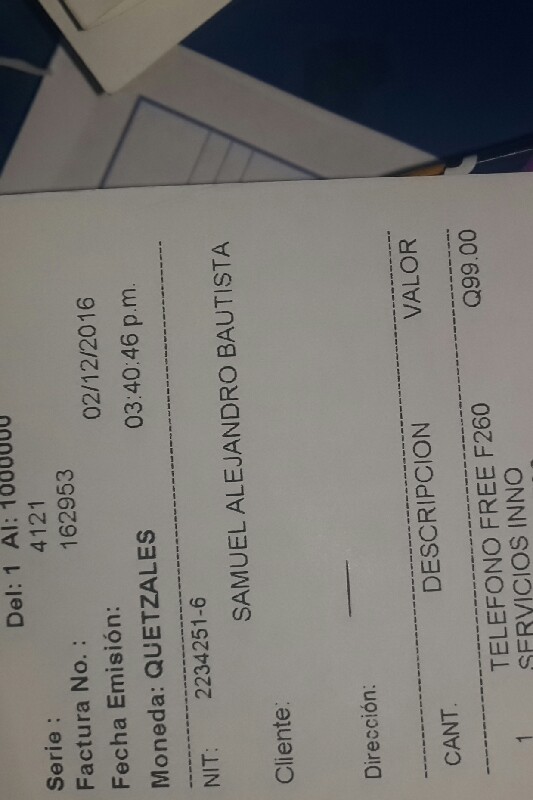 Del: 1 Al: 1000000
Serie : 4121
Factura No. : 162953
Fecha Emisión: 02/12/2016
Moneda: QUETZALES 03:40:46 p.m.
NIT: 2234251-6
Cliente: SAMUEL ALEJANDRO BAUTISTA
Dirección:
CANT. DESCRIPCION VALOR
1 TELEFONO FREE F260 Q99.00
SERVICIOS INNO